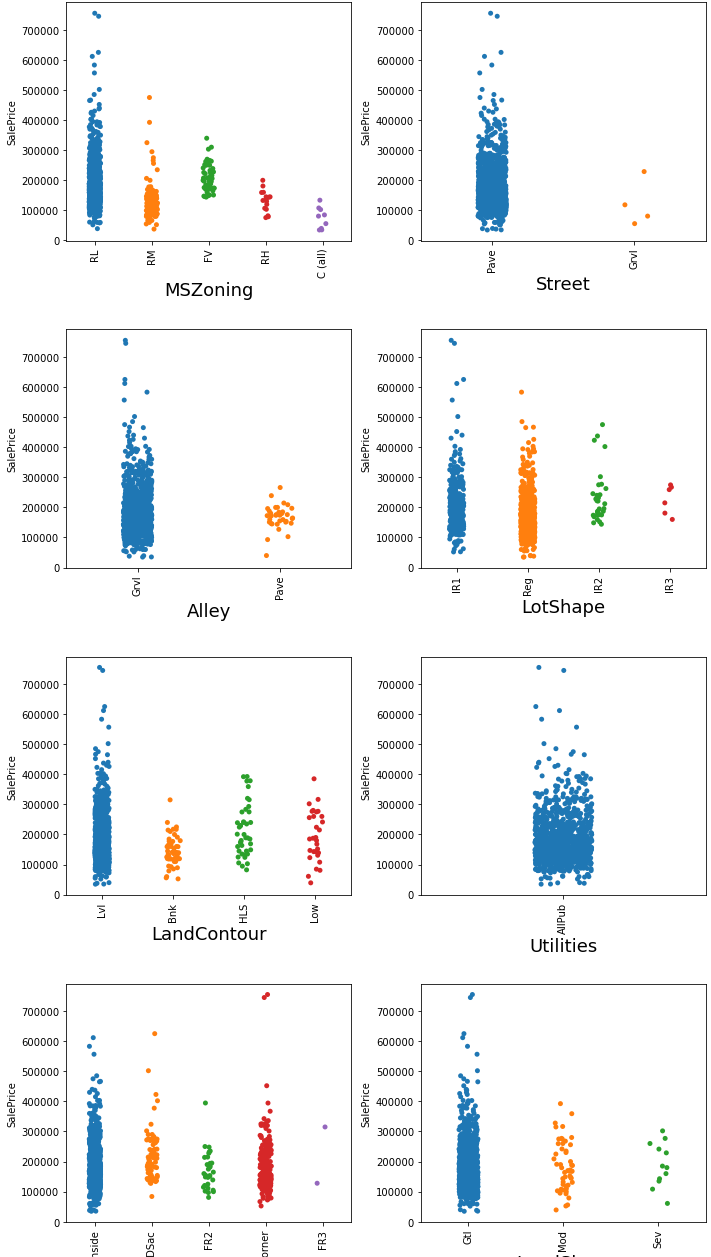 700000
600000
500000
400000
300000
200000
100000
0
SalePrice
RL
RM
FV
RH
C (all)
MSZoning
700000
600000
500000
400000
300000
200000
100000
0
SalePrice
Pave
Grvl
Street
700000
600000
500000
400000
300000
200000
100000
0
SalePrice
Grvl
Pave
Alley
700000
600000
500000
400000
300000
200000
100000
0
SalePrice
IR1
Reg
IR2
IR3
LotShape
700000
600000
500000
400000
300000
200000
100000
0
SalePrice
Lvl
Bnk
HLS
Low
LandContour
700000
600000
500000
400000
300000
200000
100000
0
SalePrice
AllPub
Utilities
700000
600000
500000
400000
300000
200000
100000
0
SalePrice
nside
DSac
FR2
orner
FR3
700000
600000
500000
400000
300000
200000
100000
0
SalePrice
Gtl
Mod
Sev